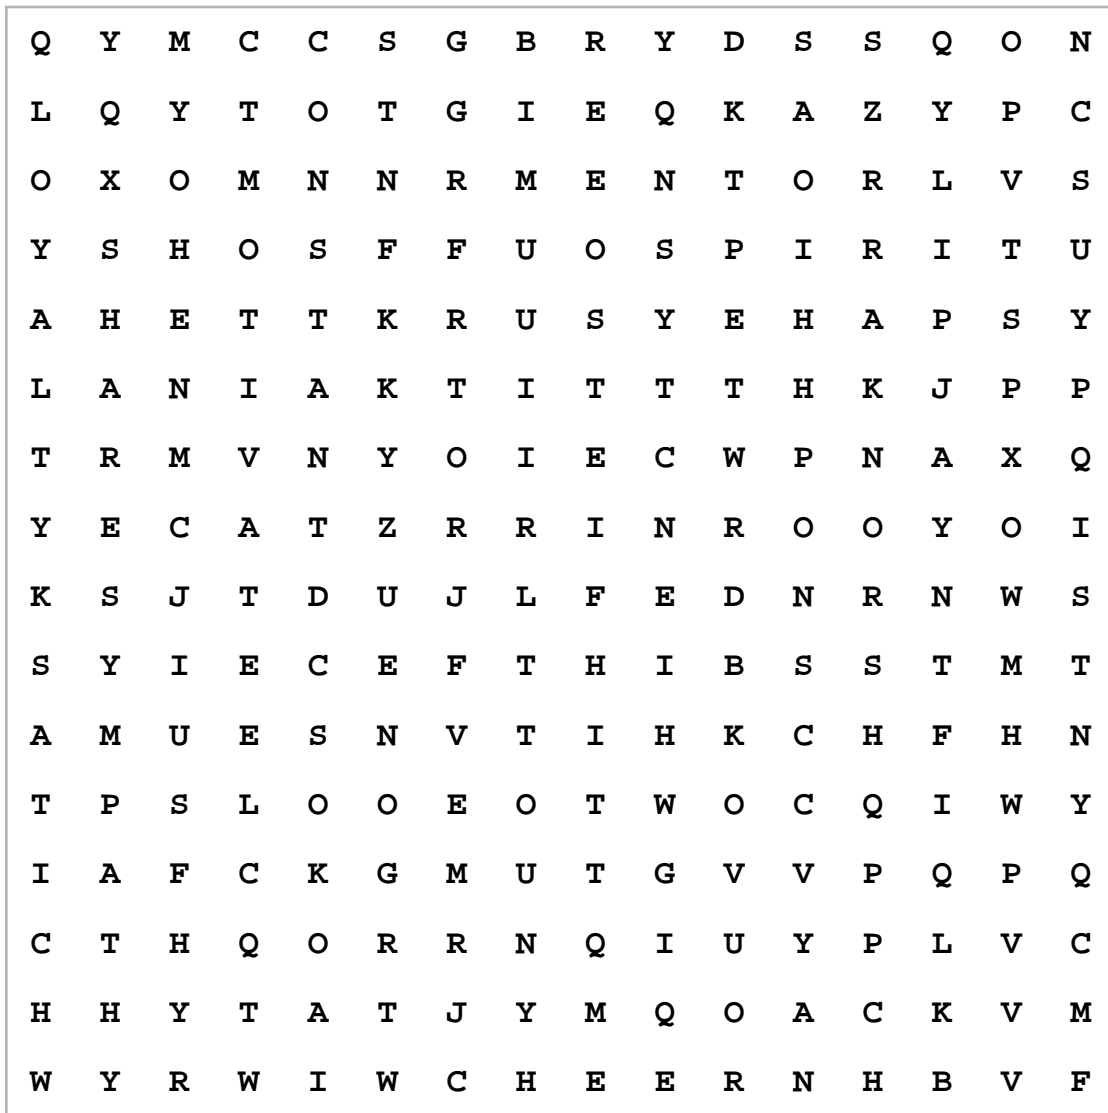 Q Y M C C S G B R Y D S S Q O N
L Q Y T O T G I E Q K A Z Y P C
O X O M N N R M E N T O R L V S
Y S H O S F F U O S P I R I T U
A H E T T K R U S Y E H A P S Y
L A N I A K T I T T T H K J P P
T R M V N Y O I E C W P N A X Q
Y E C A T Z R R I N R O O Y O I
K S J T D U J L F E D N R N W S
S Y I E C E F T H I B S S T M T
A M U E S N V T I H K C H F H N
T P S L O O E O T W O C Q I W Y
I A F C K G M U T G V V P Q P Q
C T H Q O R R N Q I U Y P L V C
H H Y T A T J Y M Q O A C K V M
W Y R W I W C H E E R N H B V F